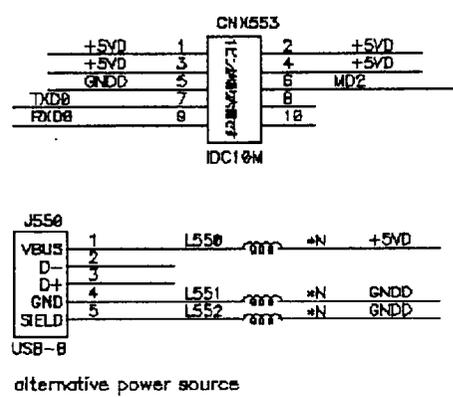 CNX553
+5VD 1 2 +5VD
+5VD 3 4 +5VD
GNDD 5 6 MD2
TXD0 7 8
RXD0 9 10
IDC10M
J550
VBUS 1 L550 *N +5VD
D- 2
D+ 3
GND 4 L551 *N GNDD
SIELD 5 L552 *N GNDD
USB-B
alternative power source